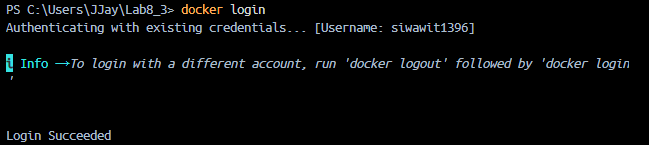 PS C:\Users\JJay\Lab8_3> docker login
Authenticating with existing credentials... [Username: siwawit1396]
i Info →To login with a different account, run 'docker logout' followed by 'docker login
'
Login Succeeded